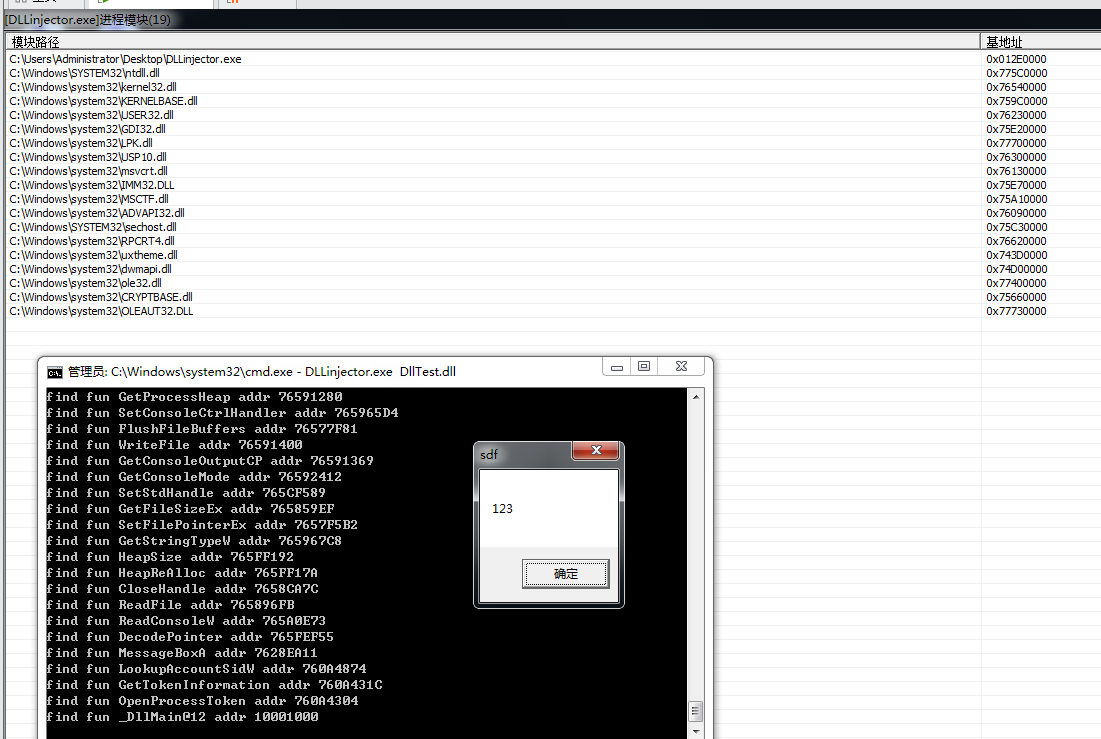 [DLLinjector.exe]进程模块(19)
模块路径 基地址
C:\Users\Administrator\Desktop\DLLinjector.exe 0x012E0000
C:\Windows\SYSTEM32\ntdll.dll 0x775C0000
C:\Windows\system32\kernel32.dll 0x76540000
C:\Windows\system32\KERNELBASE.dll 0x759C0000
C:\Windows\system32\USER32.dll 0x76230000
C:\Windows\system32\GDI32.dll 0x75E20000
C:\Windows\system32\LPK.dll 0x77700000
C:\Windows\system32\USP10.dll 0x76300000
C:\Windows\system32\msvcrt.dll 0x76130000
C:\Windows\system32\IMM32.DLL 0x75E70000
C:\Windows\system32\MSCTF.dll 0x75A10000
C:\Windows\system32\ADVAPI32.dll 0x76090000
C:\Windows\SYSTEM32\sechost.dll 0x75C30000
C:\Windows\system32\RPCRT4.dll 0x76620000
C:\Windows\system32\uxtheme.dll 0x743D0000
C:\Windows\system32\dwmapi.dll 0x74D00000
C:\Windows\system32\ole32.dll 0x77400000
C:\Windows\system32\CRYPTBASE.dll 0x75660000
C:\Windows\system32\OLEAUT32.DLL 0x77730000
管理员: C:\Windows\system32\cmd.exe - DLLinjector.exe DllTest.dll
find fun GetProcessHeap addr 76591280
find fun SetConsoleCtrlHandler addr 765965D4
find fun FlushFileBuffers addr 76577F81
find fun WriteFile addr 76591400
find fun GetConsoleOutputCP addr 76591369
find fun GetConsoleMode addr 76592412
find fun SetStdHandle addr 765CF589
find fun GetFileSizeEx addr 765859EF
find fun SetFilePointerEx addr 7657F5B2
find fun GetStringTypeW addr 765967C8
find fun HeapSize addr 765FF192
find fun HeapReAlloc addr 765FF17A
find fun CloseHandle addr 7658CA7C
find fun ReadFile addr 765896FB
find fun ReadConsoleW addr 765A0E73
find fun DecodePointer addr 765FEF55
find fun MessageBoxA addr 7628EA11
find fun LookupAccountSidW addr 760A4874
find fun GetTokenInformation addr 760A431C
find fun OpenProcessToken addr 760A4304
find fun _DllMain@12 addr 10001000
sdf
123
确定